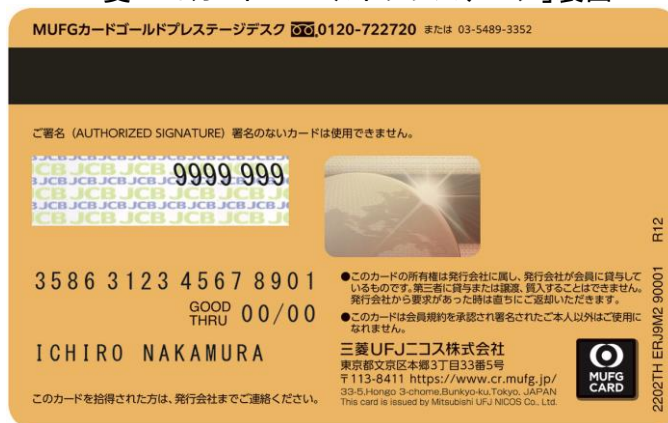 MUFGカードゴールドプレステージデスク 0120-722720 または 03-5489-3352
ご署名（AUTHORIZED SIGNATURE）署名のないカードは使用できません。
JCB JCB JCB JCB JCB
9999 999
3586 3123 4567 8901
GOOD THRU 00/00
ICHIRO NAKAMURA
このカードを拾得された方は、発行会社までご連絡ください。
●このカードの所有権は発行会社に属し、発行会社が会員に貸与して
いるものです。第三者に貸与または譲渡、質入することはできません。
発行会社から要求があった時は直ちにご返却いただきます。
●このカードは会員規約を承認され署名されたご本人以外はご使用に
なれません。
三菱UFJニコス株式会社
東京都文京区本郷3丁目33番5号
〒113-8411 https://www.cr.mufg.jp/
33-5,Hongo 3-chome,Bunkyo-ku,Tokyo, JAPAN
This card is issued by Mitsubishi UFJ NICOS Co., Ltd.
MUFG
CARD
2202TH ERJ9M2 90001 R12